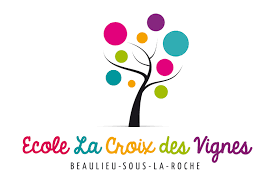 Ecole La Croix des Vignes
BEAULIEU-SOUS-LA-ROCHE